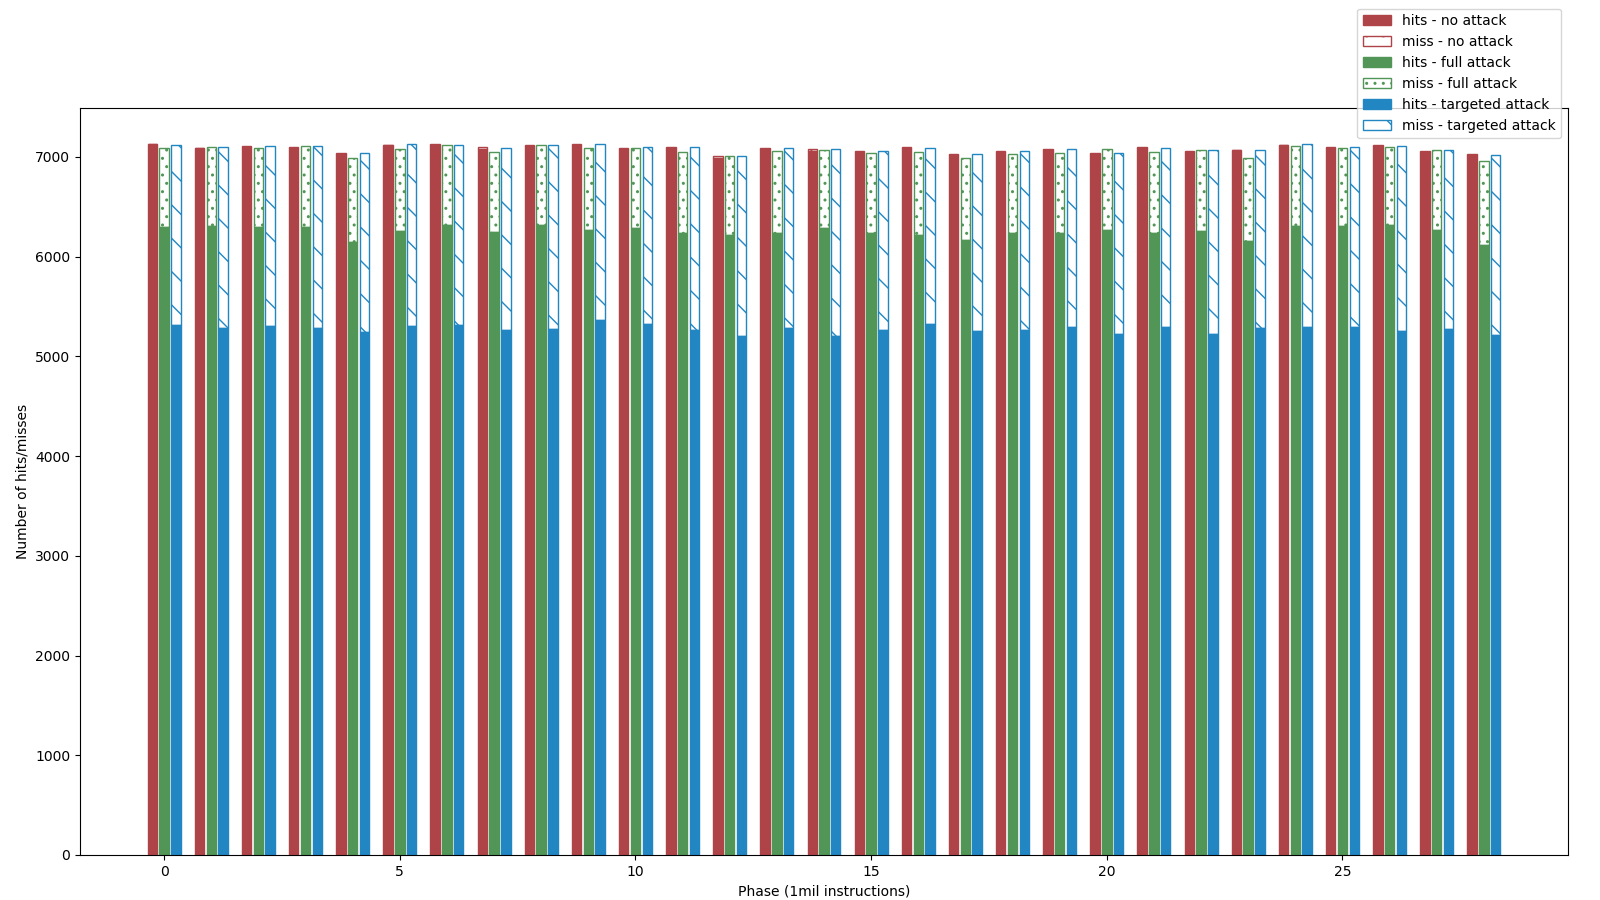 hits - no attack
miss - no attack
hits - full attack
miss - full attack
hits - targeted attack
miss - targeted attack
7000
6000
5000
4000
3000
2000
1000
0
Number of hits/misses
0 5 10 15 20 25
Phase (1mil instructions)